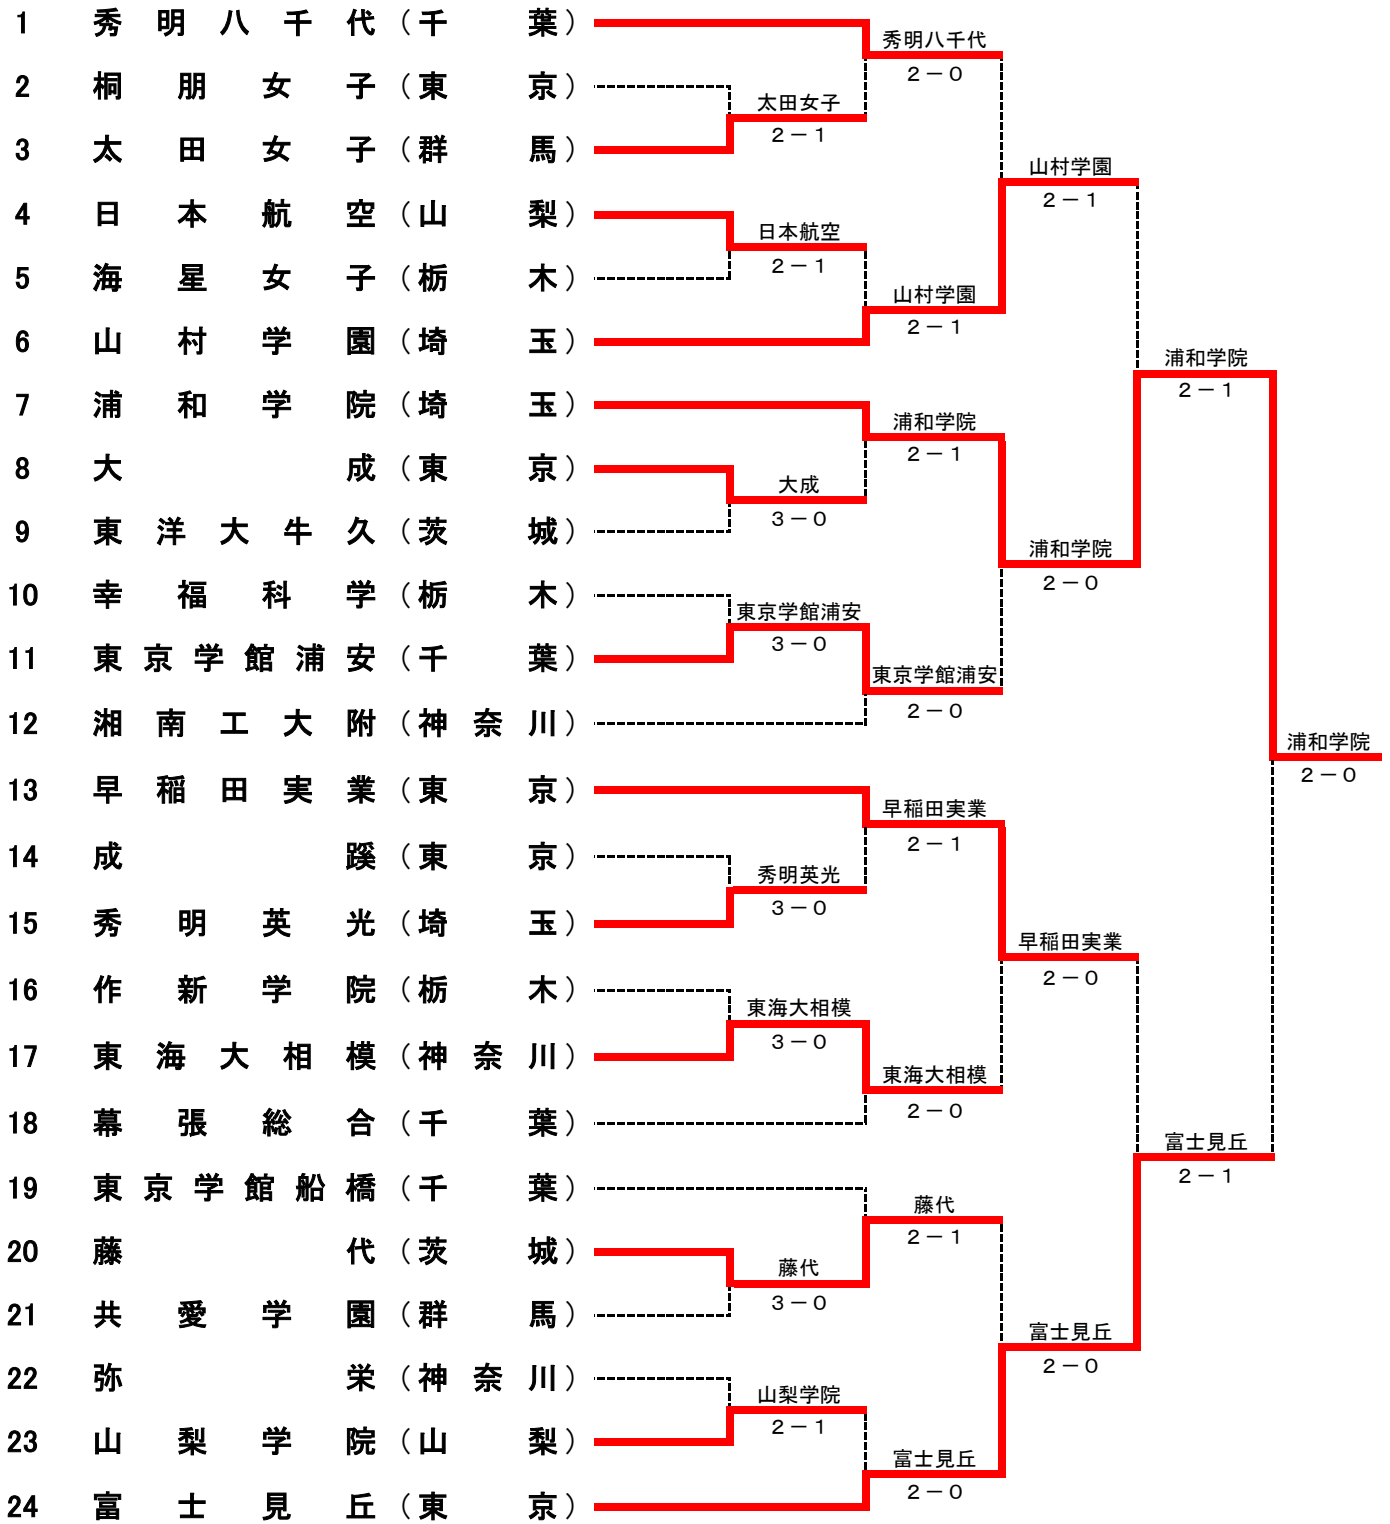 1 秀明八千代（千葉）
2 桐朋女子（東京）
3 太田女子（群馬）
4 日本航空（山梨）
5 海星女子（栃木）
6 山村学園（埼玉）
7 浦和学院（埼玉）
8 大成（東京）
9 東洋大牛久（茨城）
10 幸福科学（栃木）
11 東京学館浦安（千葉）
12 湘南工大附（神奈川）
13 早稲田実業（東京）
14 成蹊（東京）
15 秀明英光（埼玉）
16 作新学院（栃木）
17 東海大相模（神奈川）
18 幕張総合（千葉）
19 東京学館船橋（千葉）
20 藤代（茨城）
21 共愛学園（群馬）
22 弥栄（神奈川）
23 山梨学院（山梨）
24 富士見丘（東京）
太田女子
２－１
日本航空
２－１
大成
３－０
東京学館浦安
３－０
秀明英光
３－０
東海大相模
３－０
藤代
３－０
山梨学院
２－１
秀明八千代
２－０
山村学園
２－１
浦和学院
２－１
東京学館浦安
２－０
早稲田実業
２－１
東海大相模
２－０
藤代
２－１
富士見丘
２－０
山村学園
２－１
浦和学院
２－０
早稲田実業
２－０
富士見丘
２－０
浦和学院
２－１
富士見丘
２－１
浦和学院
２－０